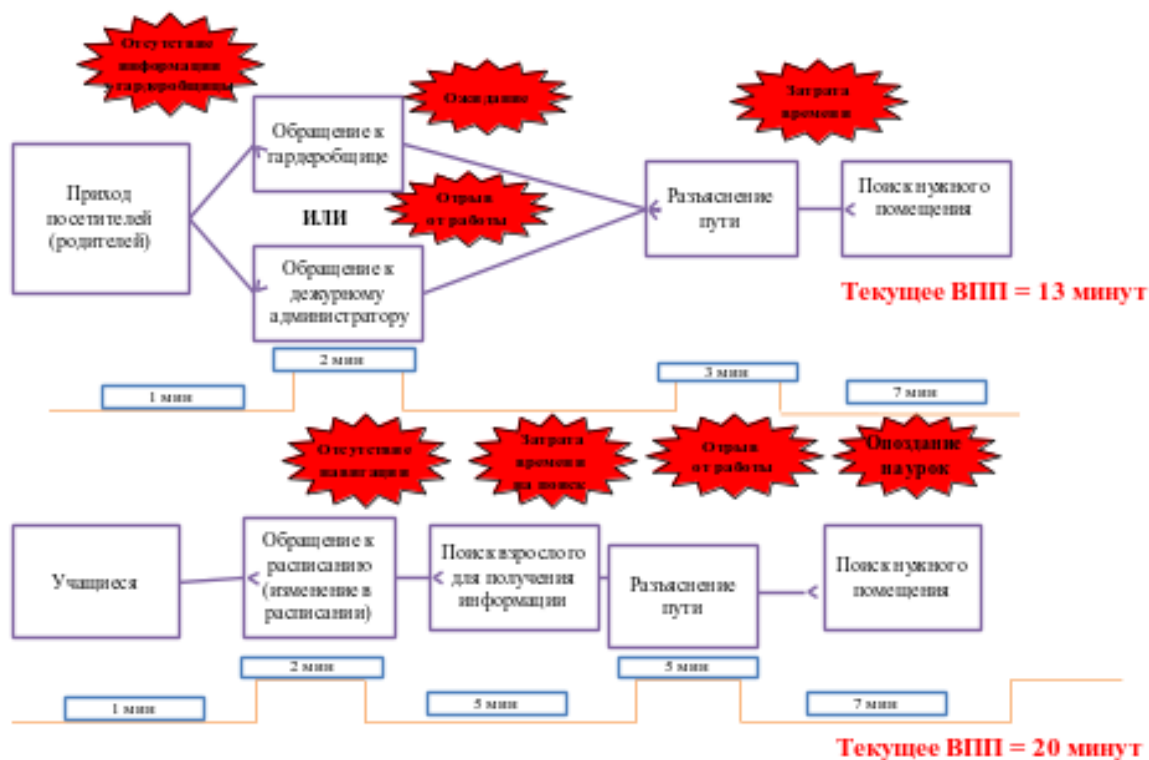 Отсутствие
информации
у гардеробщицы
Ожидание
Затрата
времени
Обращение к
гардеробщице
Приход
посетителей
(родителей)
ИЛИ
Отрыв
от работы
Разъяснение
пути
Поиск нужного
помещения
Обращение к
дежурному
администратору
Текущее ВПП = 13 минут
1 мин
2 мин
3 мин
7 мин
Отсутствие
навигации
Затрата
времени
на поиск
Отрыв
от работы
Опоздание
на урок
Учащиеся
Обращение к
расписанию
(изменение в
расписании)
Поиск взрослого
для получения
информации
Разъяснение
пути
Поиск нужного
помещения
1 мин
2 мин
5 мин
5 мин
7 мин
Текущее ВПП = 20 минут